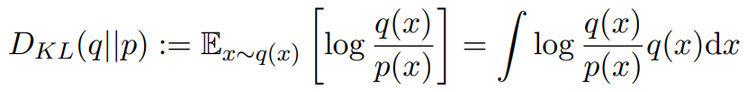 $D_{KL}(q||p) := \mathbb{E}_{x \sim q(x)} \left[ \log \frac{q(x)}{p(x)} \right] = \int \log \frac{q(x)}{p(x)} q(x) \mathrm{d}x$